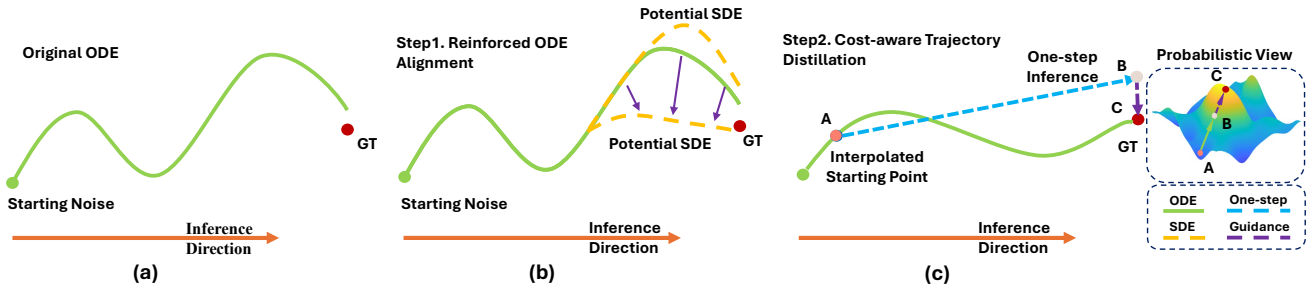 Original ODE
GT
Starting Noise
Inference
Direction
(a)
Step1. Reinforced ODE
Alignment
Potential SDE
Potential SDE
GT
Starting Noise
Inference
Direction
(b)
Step2. Cost-aware Trajectory
Distillation
One-step
Inference
B
C
GT
A
Interpolated
Starting Point
Inference
Direction
(c)
Probabilistic View
C
B
A
ODE
One-step
SDE
Guidance